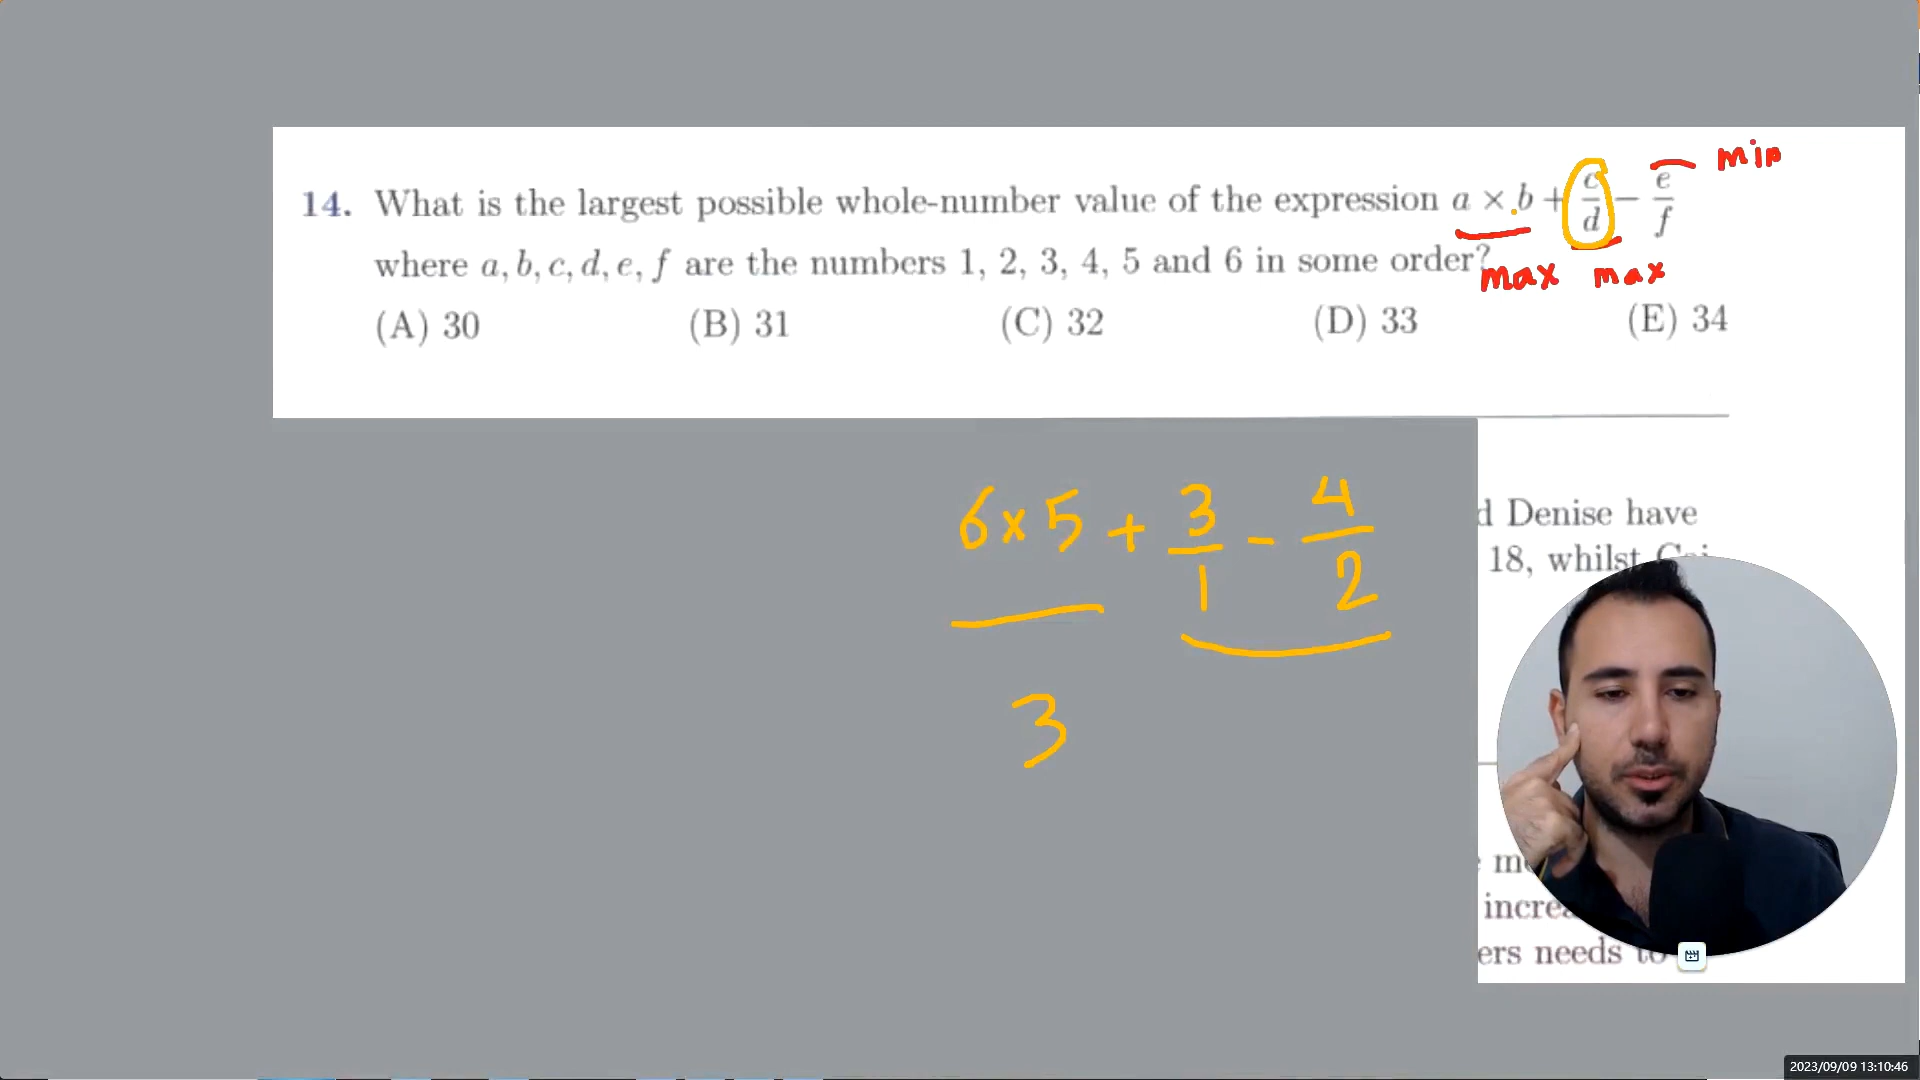 14. What is the largest possible whole-number value of the expression a × b + c/d − e/f
min
where a, b, c, d, e, f are the numbers 1, 2, 3, 4, 5 and 6 in some order?
max max
(A) 30 (B) 31 (C) 32 (D) 33 (E) 34
6 x 5 + 3/1 - 4/2
3
d Denise have
18, whilst
increa
ers needs to
2023/09/09 13:10:46